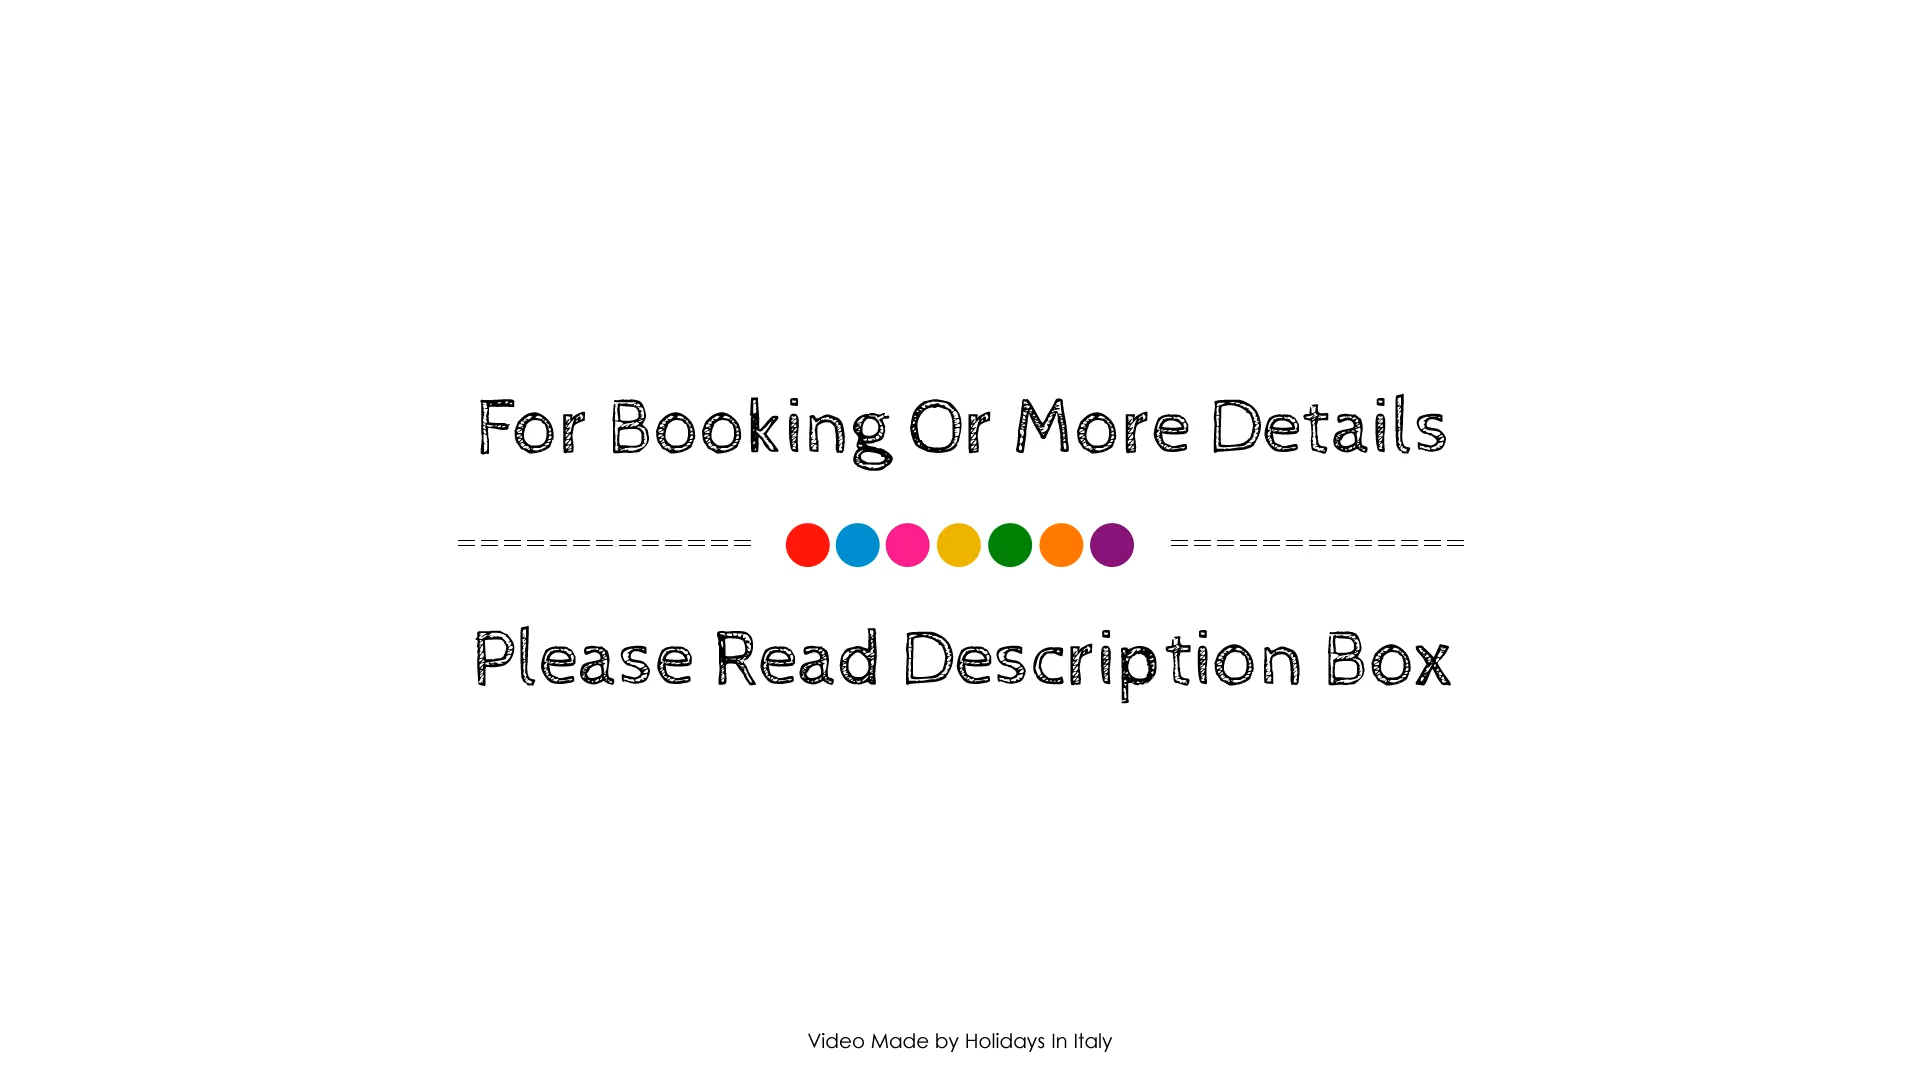 For Booking Or More Details
============= =============
Please Read Description Box
Video Made by Holidays In Italy